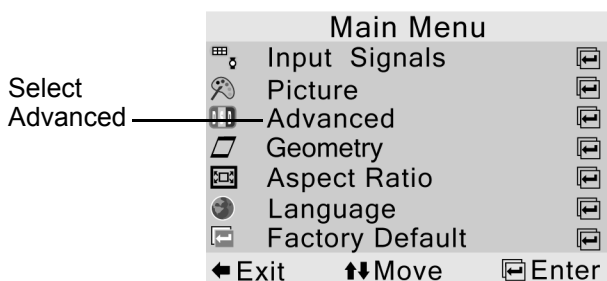 Main Menu
Input Signals
Picture
Select
Advanced
Advanced
Geometry
Aspect Ratio
Language
Factory Default
Exit Move Enter